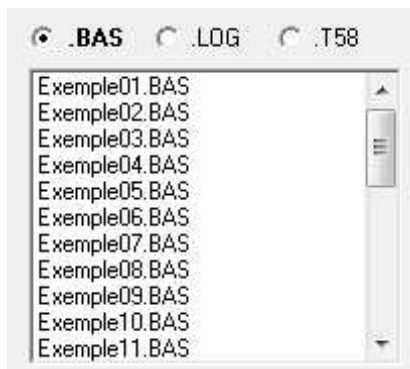 .BAS .LOG .T58
Exemple01.BAS
Exemple02.BAS
Exemple03.BAS
Exemple04.BAS
Exemple05.BAS
Exemple06.BAS
Exemple07.BAS
Exemple08.BAS
Exemple09.BAS
Exemple10.BAS
Exemple11.BAS